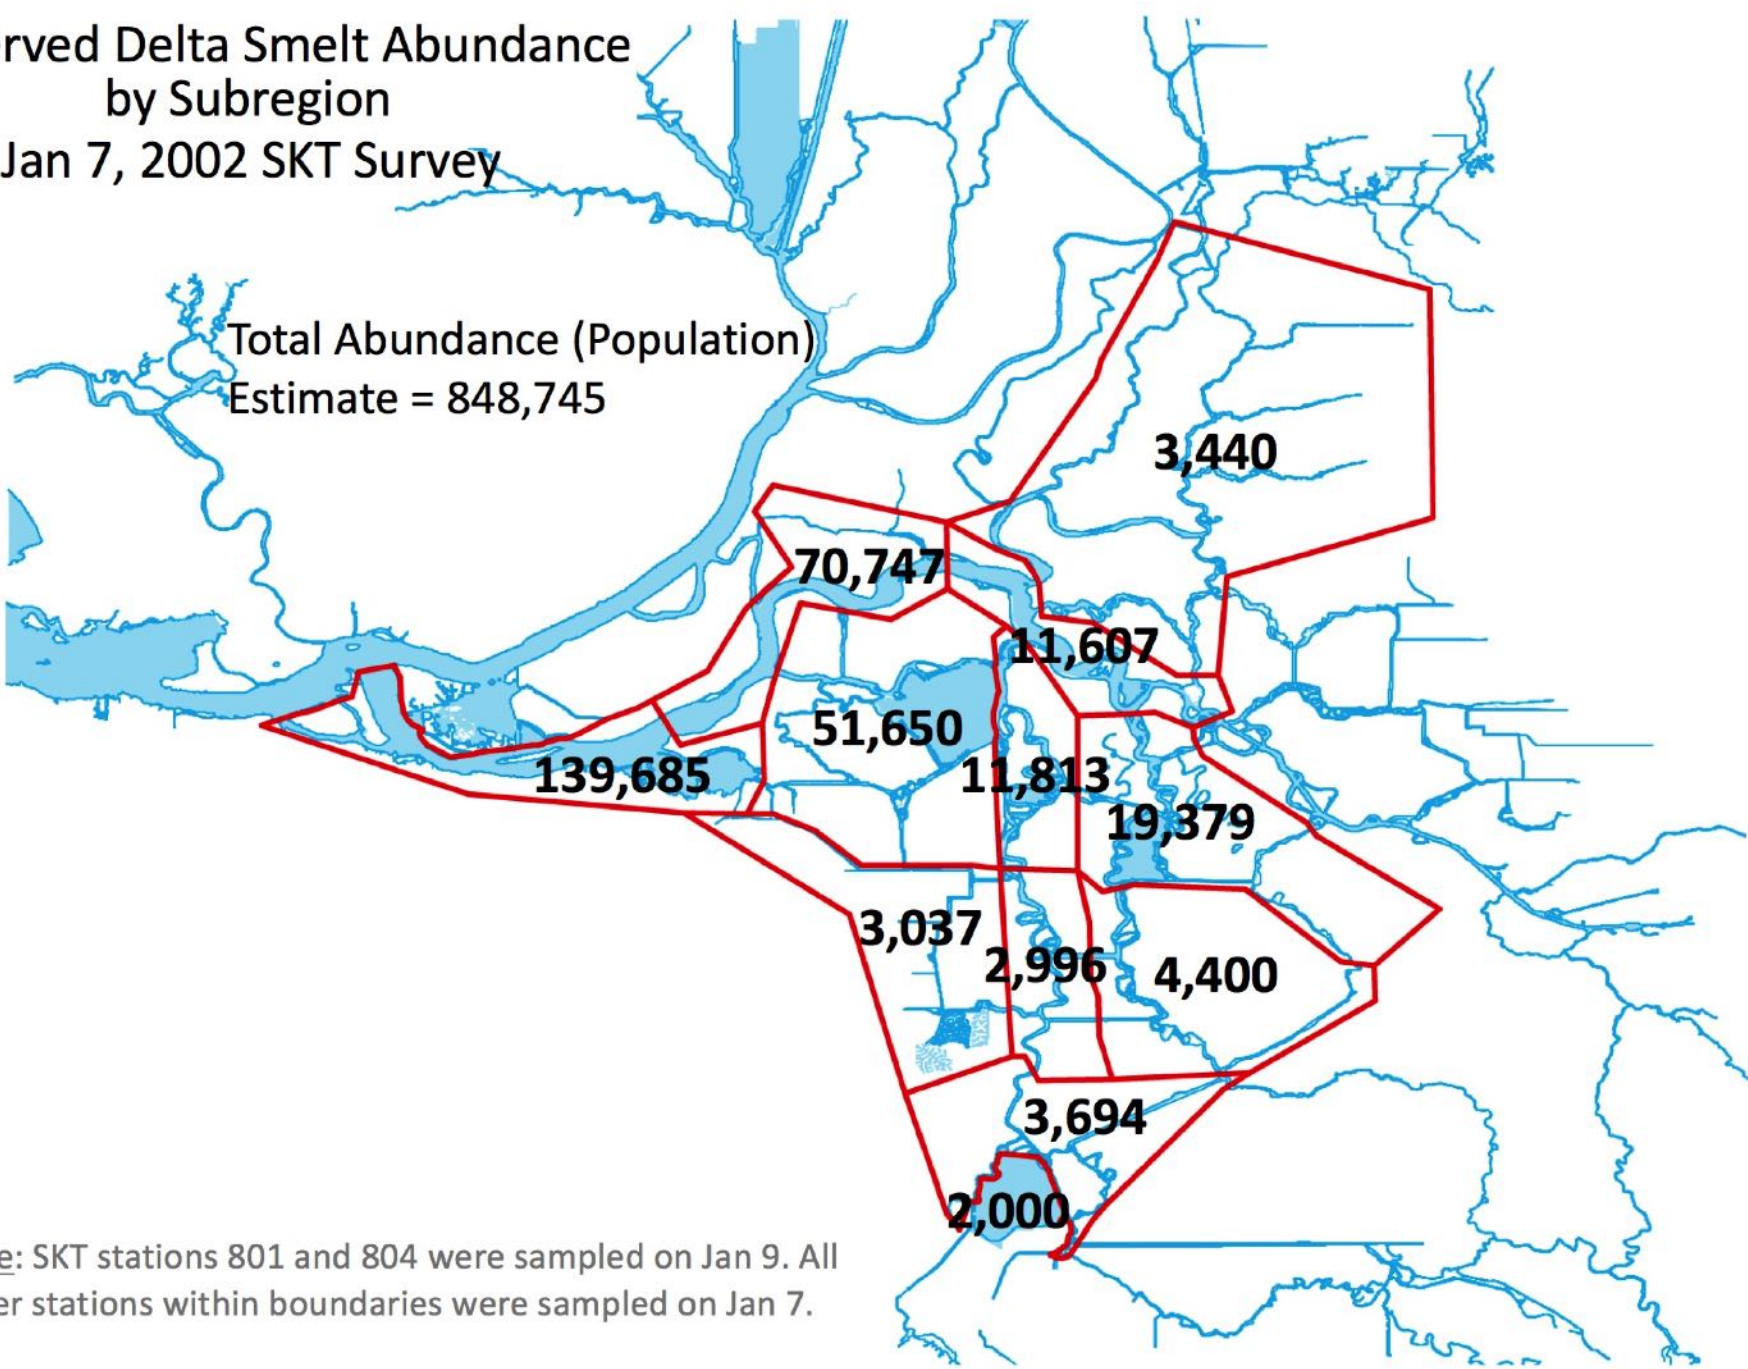 rved Delta Smelt Abundance
by Subregion
Jan 7, 2002 SKT Survey
Total Abundance (Population)
Estimate = 848,745
3,440
70,747
11,607
51,650
139,685
11,813
19,379
3,037
2,996
4,400
3,694
2,000
e: SKT stations 801 and 804 were sampled on Jan 9. All
er stations within boundaries were sampled on Jan 7.